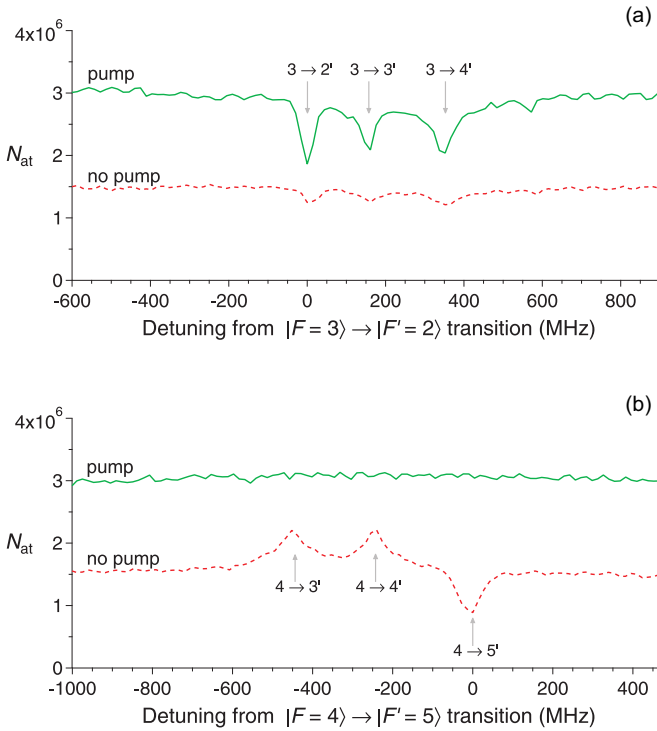 (a)
4x10⁶
pump
3 → 2' 3 → 3' 3 → 4'
3
N_at
2
no pump
1
0
-600 -400 -200 0 200 400 600 800
Detuning from |F = 3⟩ → |F' = 2⟩ transition (MHz)
(b)
4x10⁶
pump
3
N_at
2
no pump
4 → 3' 4 → 4'
1
4 → 5'
0
-1000 -800 -600 -400 -200 0 200 400
Detuning from |F = 4⟩ → |F' = 5⟩ transition (MHz)